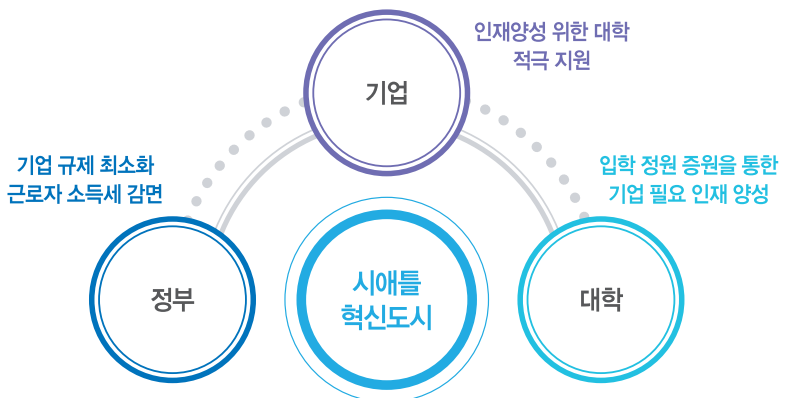 인재양성 위한 대학
적극 지원
기업
기업 규제 최소화
근로자 소득세 감면
입학 정원 증원을 통한
기업 필요 인재 양성
정부
시애틀
혁신도시
대학